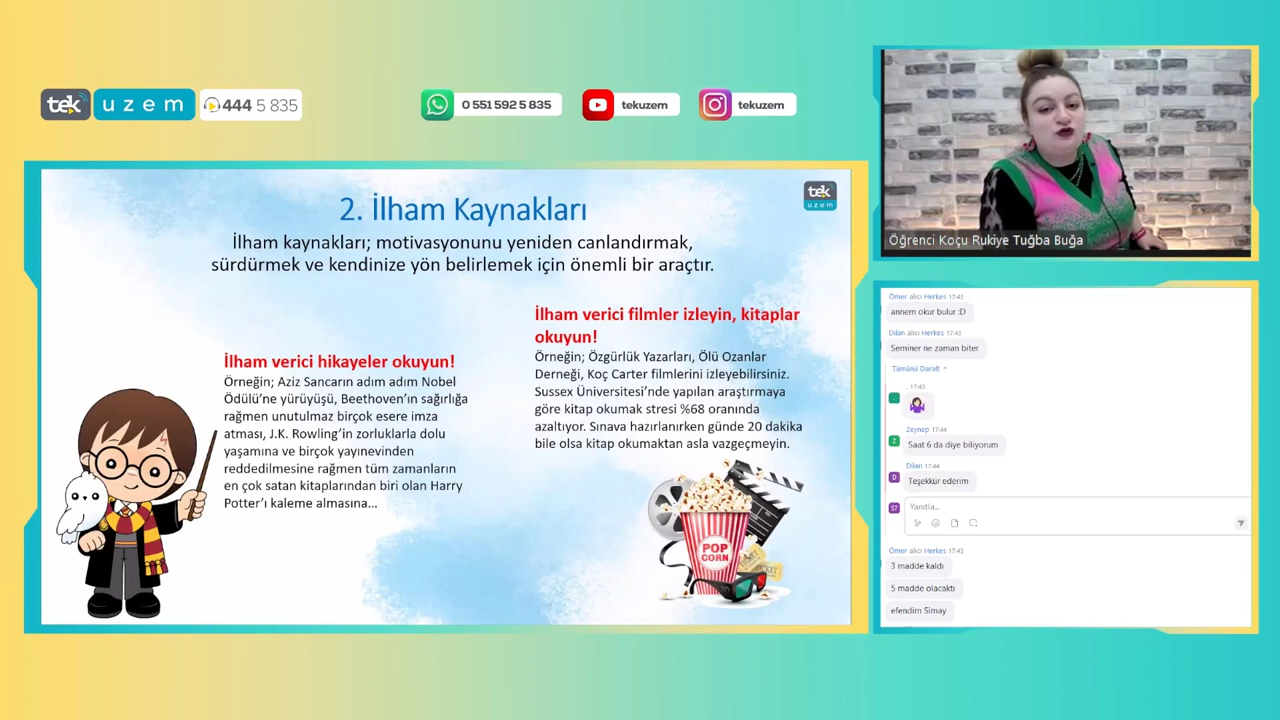 tek uzem 444 5 835
0 551 592 5 835
tekuzem
tekuzem
tek
uzem
2. İlham Kaynakları
İlham kaynakları; motivasyonunu yeniden canlandırmak,
sürdürmek ve kendinize yön belirlemek için önemli bir araçtır.
İlham verici hikayeler okuyun!
Örneğin; Aziz Sancarın adım adım Nobel
Ödülü’ne yürüyüşü, Beethoven’ın sağırlığa
rağmen unutulmaz birçok esere imza
atması, J.K. Rowling’in zorluklarla dolu
yaşamına ve birçok yayınevinden
reddedilmesine rağmen tüm zamanların
en çok satan kitaplarından biri olan Harry
Potter’ı kaleme almasına...
İlham verici filmler izleyin, kitaplar
okuyun!
Örneğin; Özgürlük Yazarları, Ölü Ozanlar
Derneği, Koç Carter filmlerini izleyebilirsiniz.
Sussex Üniversitesi’nde yapılan araştırmaya
göre kitap okumak stresi %68 oranında
azaltıyor. Sınava hazırlanırken günde 20 dakika
bile olsa kitap okumaktan asla vazgeçmeyin.
POP
CORN
TICKET
Öğrenci Koçu Rukiye Tuğba Buğa
Ömer alıcı Herkes 17:43
annem okur bulur :D
Dilan alıcı Herkes 17:43
Seminer ne zaman biter
Tümünü Daralt
. 17:43
Zeynep 17:44
Z
Saat 6 da diye biliyorum
Dilan 17:44
D
Teşekkür ederim
Yanıtla...
Ömer alıcı Herkes 17:43
3 madde kaldı
5 madde olacaktı
efendim Simay